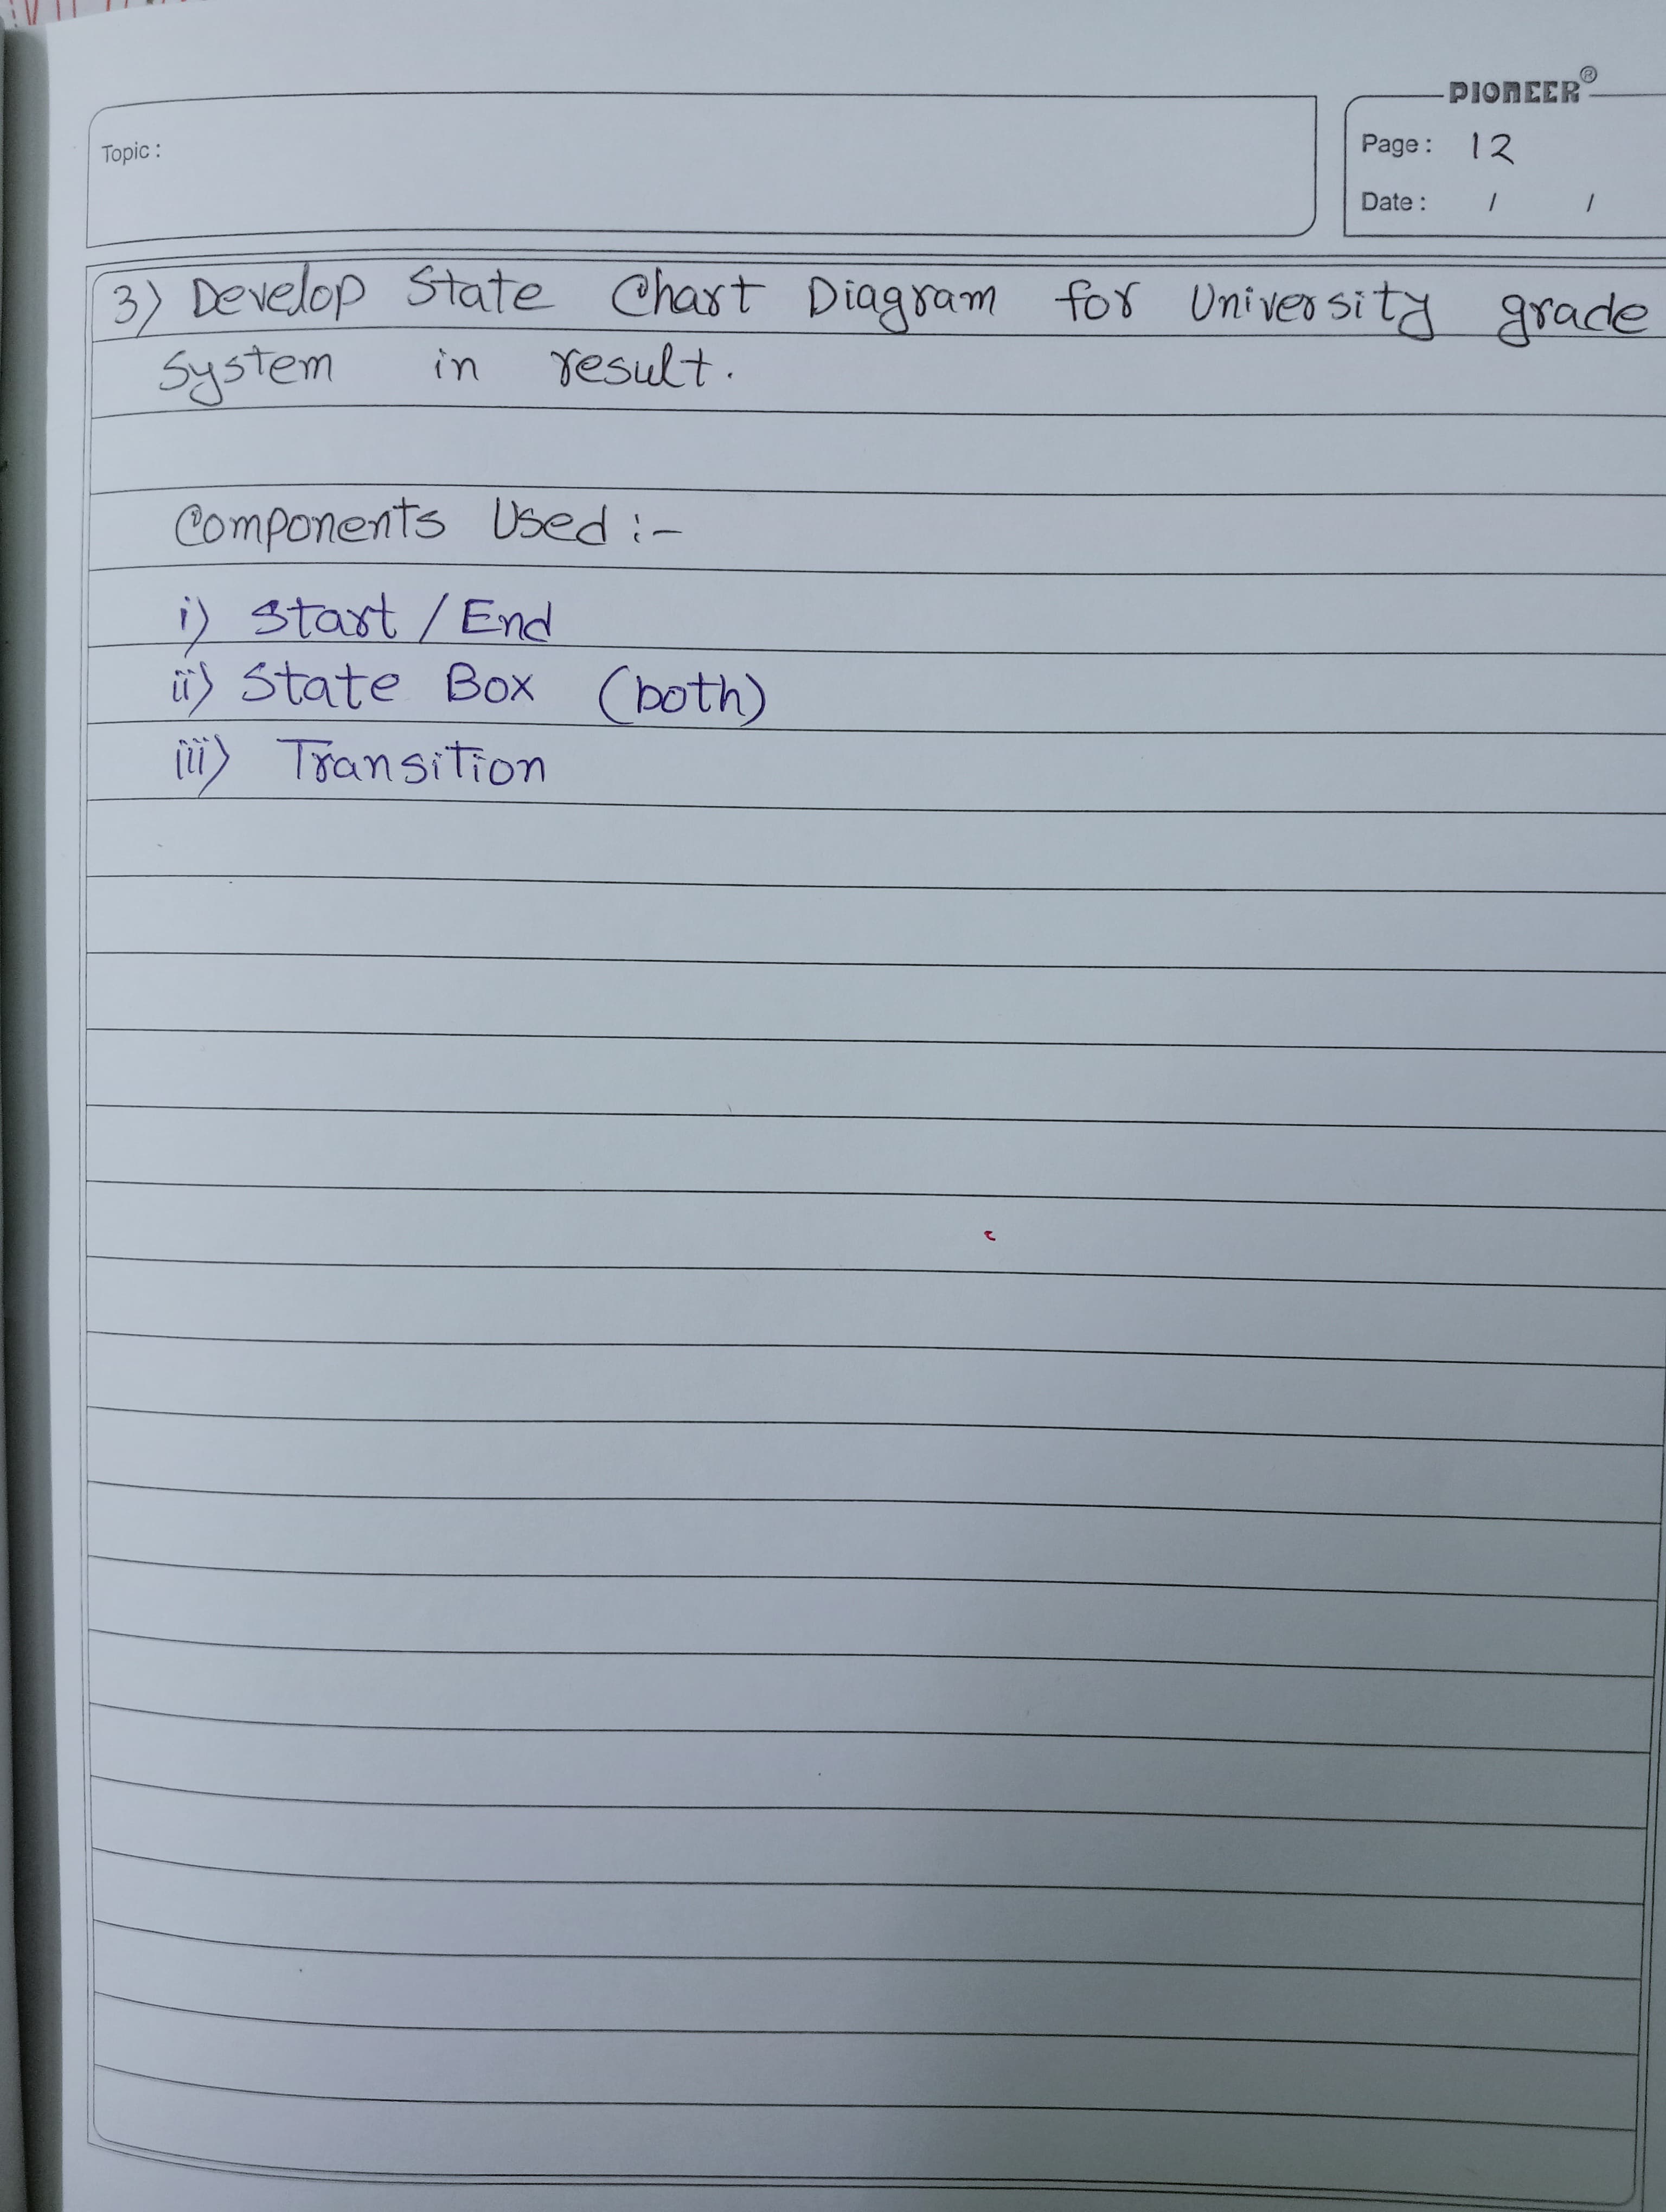 PIONEER®
Topic :
Page : 12
Date : / /
3) Develop State Chart Diagram for University grade
system in result.
Components Used :-
i) Start / End
ii) State Box (both)
iii) Transition